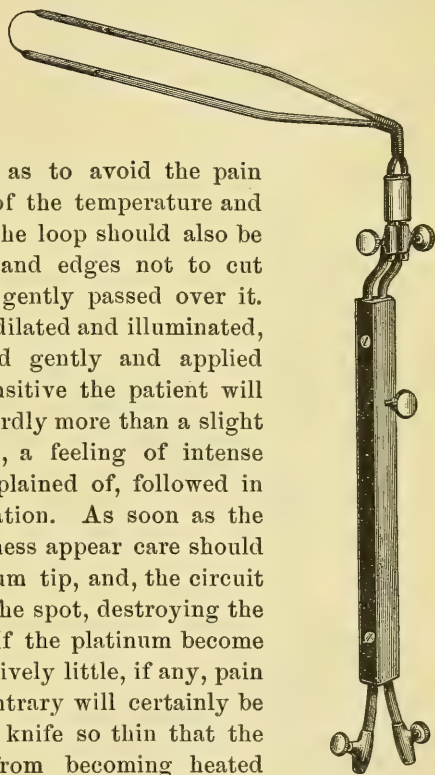 as to avoid the pain
of the temperature and
he loop should also be
and edges not to cut
gently passed over it.
dilated and illuminated,
d gently and applied
nsitive the patient will
rdly more than a slight
, a feeling of intense
plained of, followed in
ation. As soon as the
ness appear care should
um tip, and, the circuit
he spot, destroying the
f the platinum become
ively little, if any, pain
ntrary will certainly be
knife so thin that the
from becoming heated